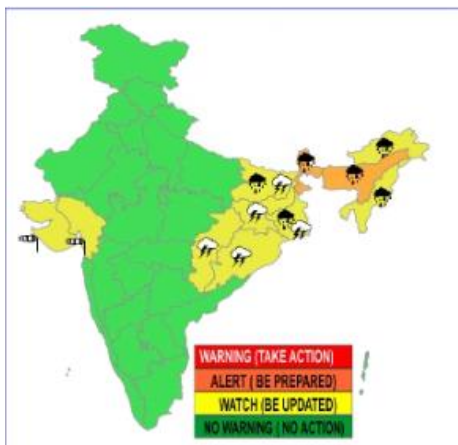 WARNING (TAKE ACTION)
ALERT ( BE PREPARED)
WATCH (BE UPDATED)
NO WARNING ( NO ACTION)